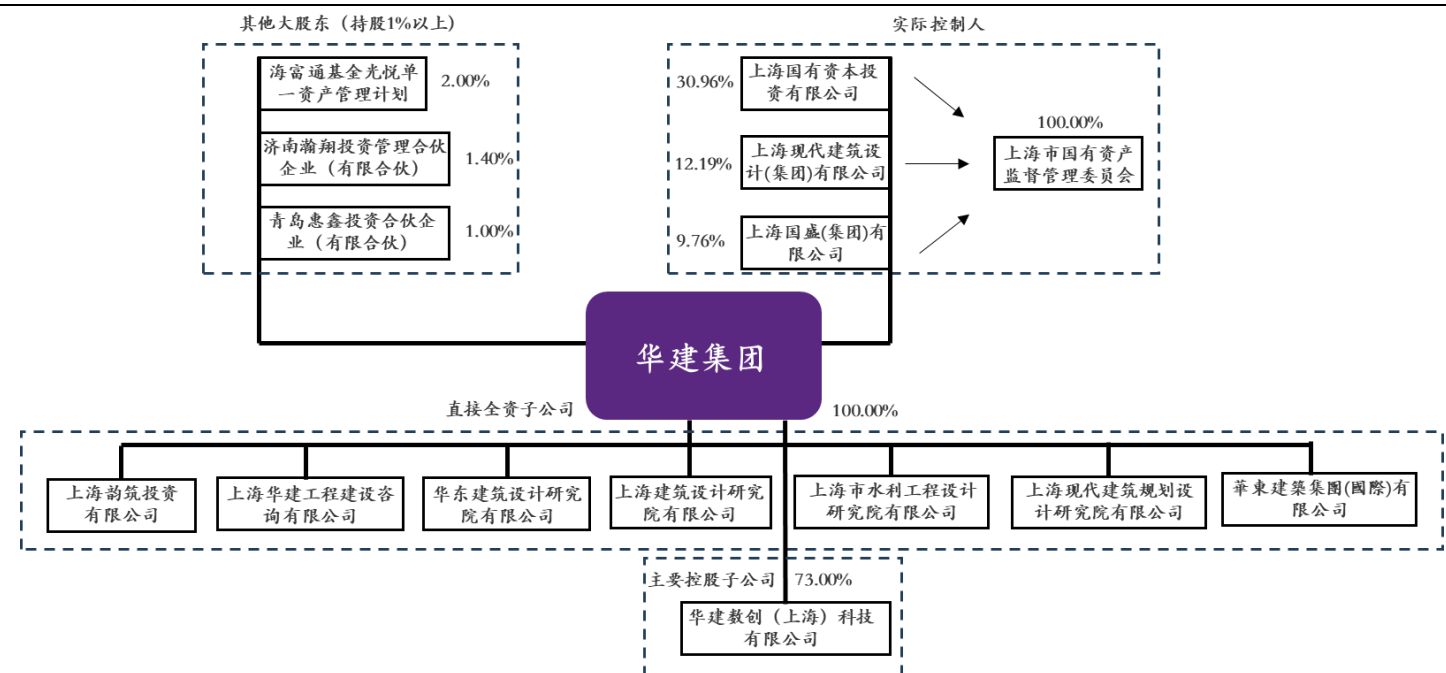 其他大股东（持股1%以上）
海富通基金光悦单
一资产管理计划
2.00%
济南瀚翔投资管理合伙
企业（有限合伙）
1.40%
青岛惠鑫投资合伙企
业（有限合伙）
1.00%
实际控制人
30.96%
上海国有资本投
资有限公司
12.19%
上海现代建筑设
计(集团)有限公司
9.76%
上海国盛(集团)有
限公司
100.00%
上海市国有资产
监督管理委员会
华建集团
直接全资子公司
100.00%
上海韵筑投资
有限公司
上海华建工程建设咨
询有限公司
华东建筑设计研究
院有限公司
上海建筑设计研究
院有限公司
上海市水利工程设计
研究院有限公司
上海现代建筑规划设
计研究院有限公司
華東建築集團(國際)有
限公司
主要控股子公司
73.00%
华建数创（上海）科技
有限公司